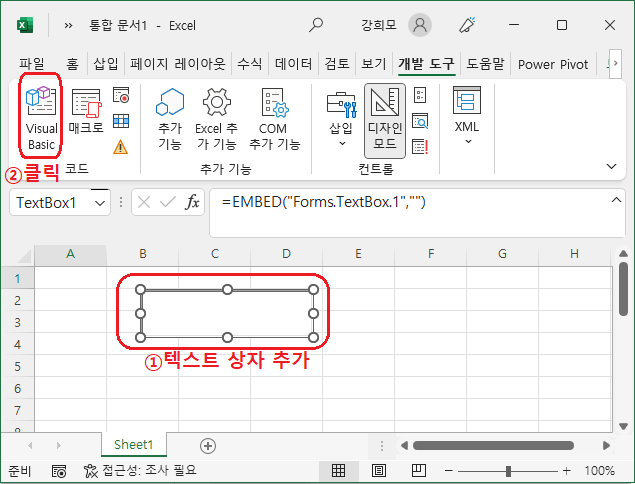 통합 문서1 - Excel
강희모
파일 홈 삽입 페이지 레이아웃 수식 데이터 검토 보기 개발 도구 도움말 Power Pivot
Visual Basic
매크로
추가 기능
Excel 추가 기능
COM 추가 기능
삽입
디자인 모드
XML
②클릭
코드 추가 기능 컨트롤
TextBox1
=EMBED("Forms.TextBox.1","")
A B C D E F G H
1
2
3
4
①텍스트 상자 추가
5
6
7
8
Sheet1
준비 접근성: 조사 필요 100%